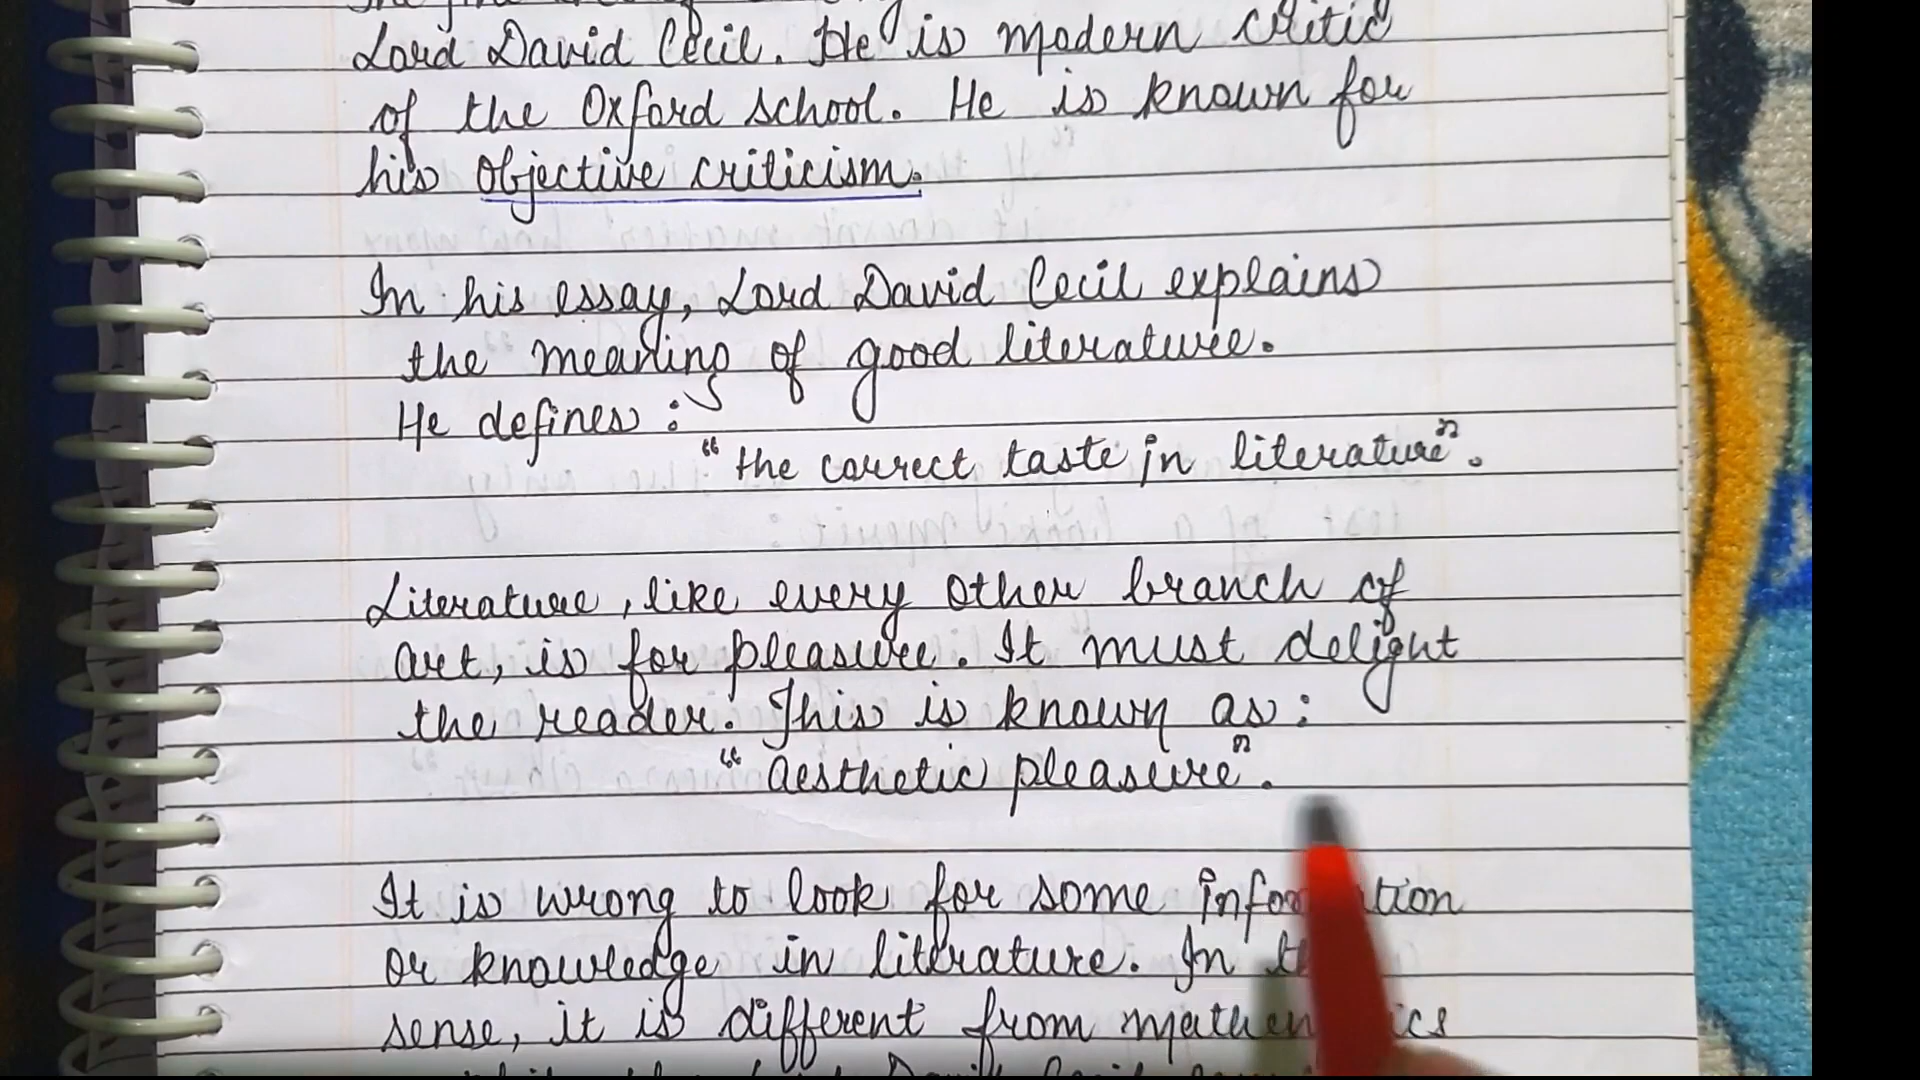 Lord David Cecil. He is modern critic
of the Oxford school. He is known for
his objective criticism.
In his essay, Lord David Cecil explains
the meaning of good literature.
He defines :
"the correct taste in literature".
Literature, like every other branch of
art, is for pleasure. It must delight
the reader. This is known as :
"aesthetic pleasure".
It is wrong to look for some
or knowledge in literature. In
sense, it is different from